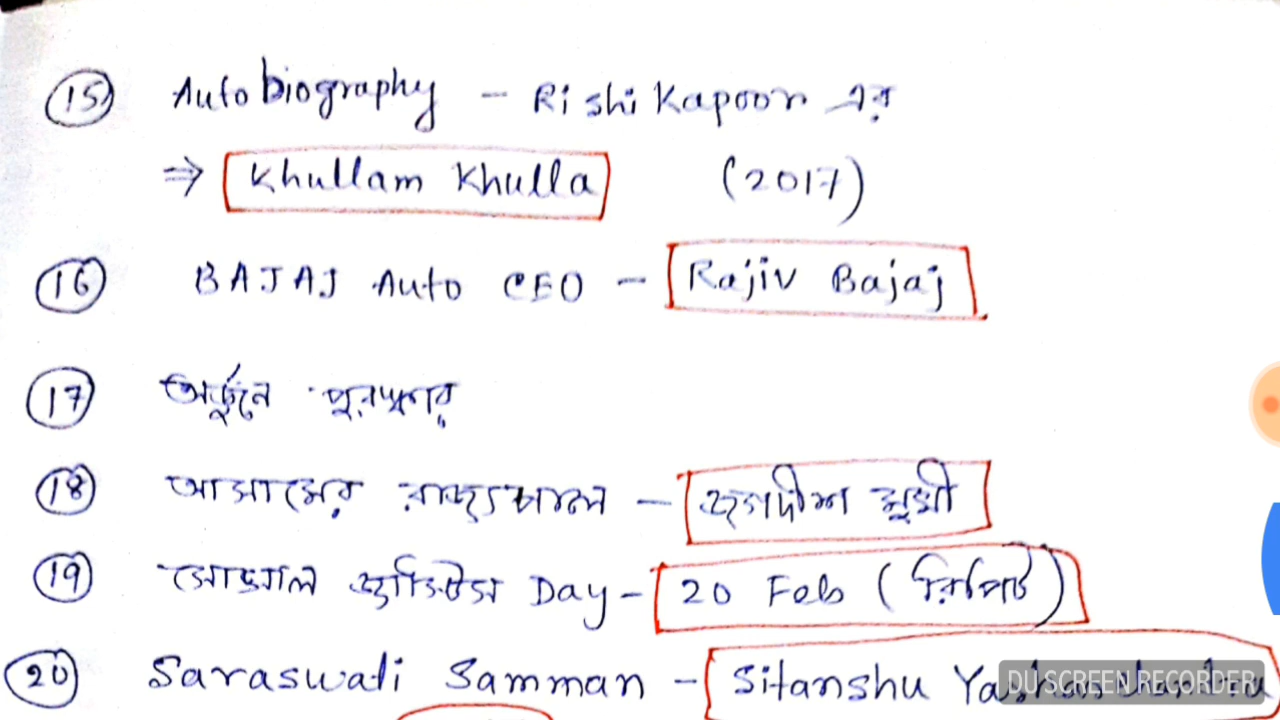 15 Autobiography - Rishi Kapoor এর
⇒ Khullam Khulla (2017)
16 BAJAJ Auto CEO - Rajiv Bajaj
17 অর্জুন পুরস্কার
18 আসামের রাজ্যপাল - জগদীশ মুখী
19 সোশ্যাল জাস্টিস Day - 20 Feb (রিপিট)
20 Saraswati Samman - Sitanshu
DU SCREEN RECORDER